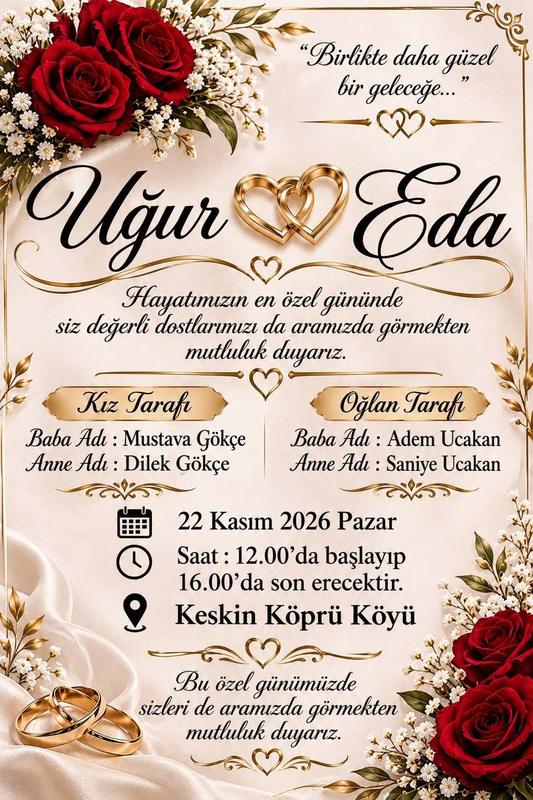 “Birlikte daha güzel
bir geleceğe...”
Uğur Eda
Hayatımızın en özel gününde
siz değerli dostlarımızı da aramızda görmekten
mutluluk duyarız.
Kız Tarafı
Baba Adı : Mustava Gökçe
Anne Adı : Dilek Gökçe
Oğlan Tarafı
Baba Adı : Adem Ucakan
Anne Adı : Saniye Ucakan
22 Kasım 2026 Pazar
Saat : 12.00’da başlayıp
16.00’da son erecektir.
Keskin Köprü Köyü
Bu özel günümüzde
sizleri de aramızda görmekten
mutluluk duyarız.